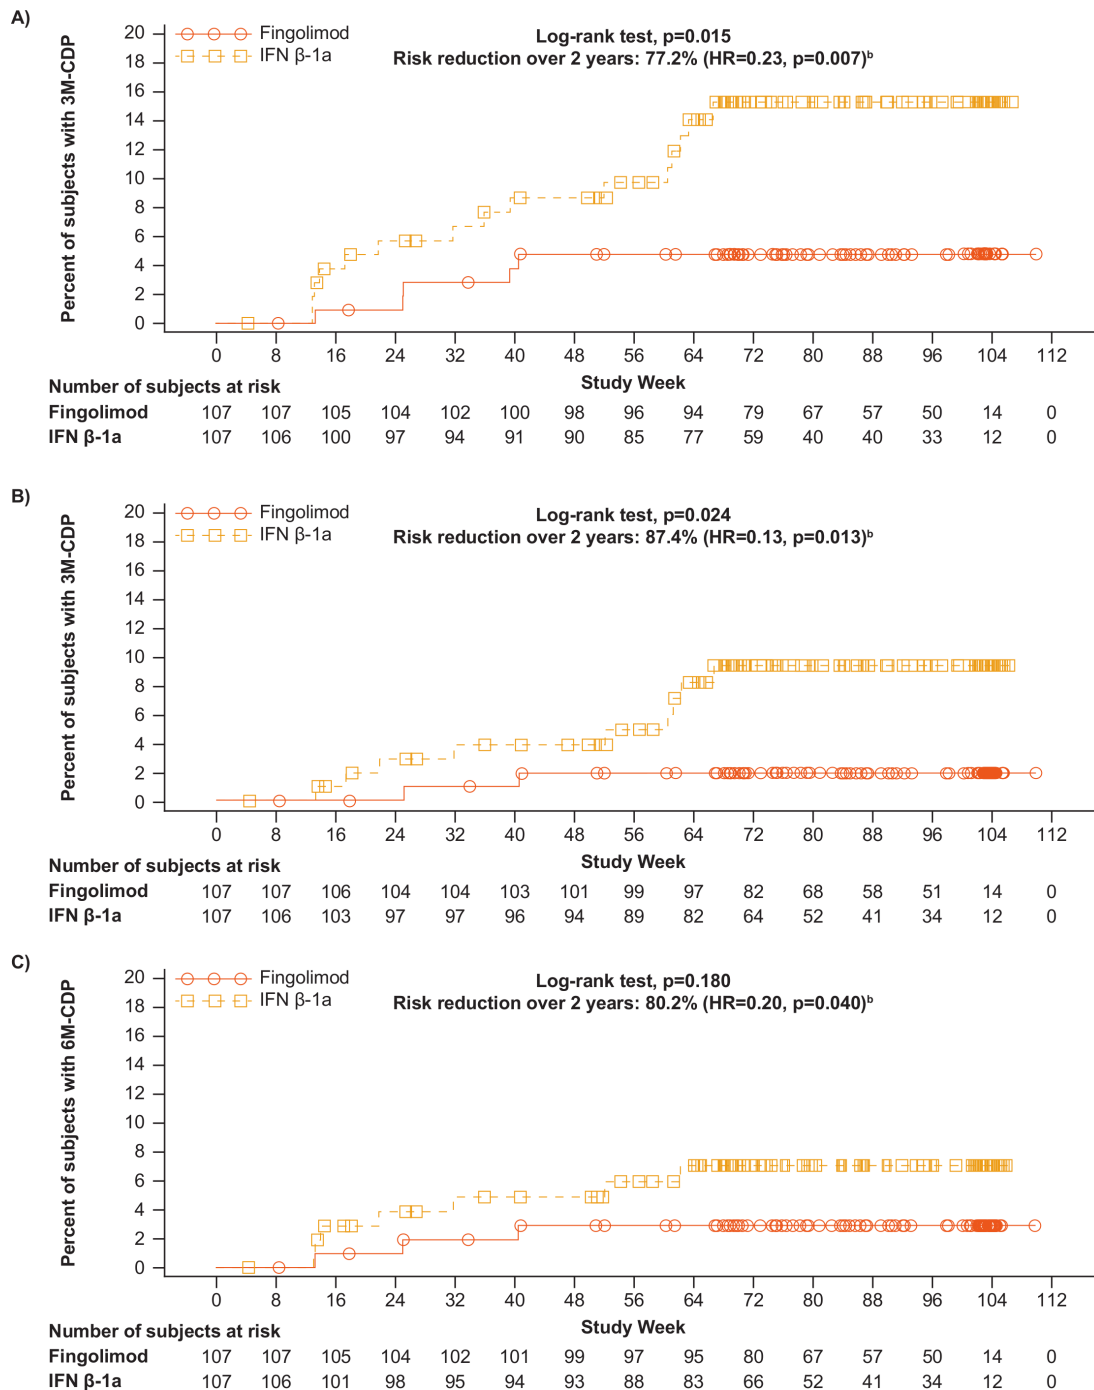 A)
Percent of subjects with 3M-CDP
Fingolimod
IFN β-1a
Log-rank test, p=0.015
Risk reduction over 2 years: 77.2% (HR=0.23, p=0.007)ᵇ
20
18
16
14
12
10
8
6
4
2
0
0 8 16 24 32 40 48 56 64 72 80 88 96 104 112
Study Week
Number of subjects at risk
Fingolimod 107 107 105 104 102 100 98 96 94 79 67 57 50 14 0
IFN β-1a 107 106 100 97 94 91 90 85 77 59 40 40 33 12 0
B)
Percent of subjects with 3M-CDP
Fingolimod
IFN β-1a
Log-rank test, p=0.024
Risk reduction over 2 years: 87.4% (HR=0.13, p=0.013)ᵇ
20
18
16
14
12
10
8
6
4
2
0
0 8 16 24 32 40 48 56 64 72 80 88 96 104 112
Study Week
Number of subjects at risk
Fingolimod 107 107 106 104 104 103 101 99 97 82 68 58 51 14 0
IFN β-1a 107 106 103 97 97 96 94 89 82 64 52 41 34 12 0
C)
Percent of subjects with 6M-CDP
Fingolimod
IFN β-1a
Log-rank test, p=0.180
Risk reduction over 2 years: 80.2% (HR=0.20, p=0.040)ᵇ
20
18
16
14
12
10
8
6
4
2
0
0 8 16 24 32 40 48 56 64 72 80 88 96 104 112
Study Week
Number of subjects at risk
Fingolimod 107 107 105 104 102 101 99 97 95 80 67 57 50 14 0
IFN β-1a 107 106 101 98 95 94 93 88 83 66 52 41 34 12 0